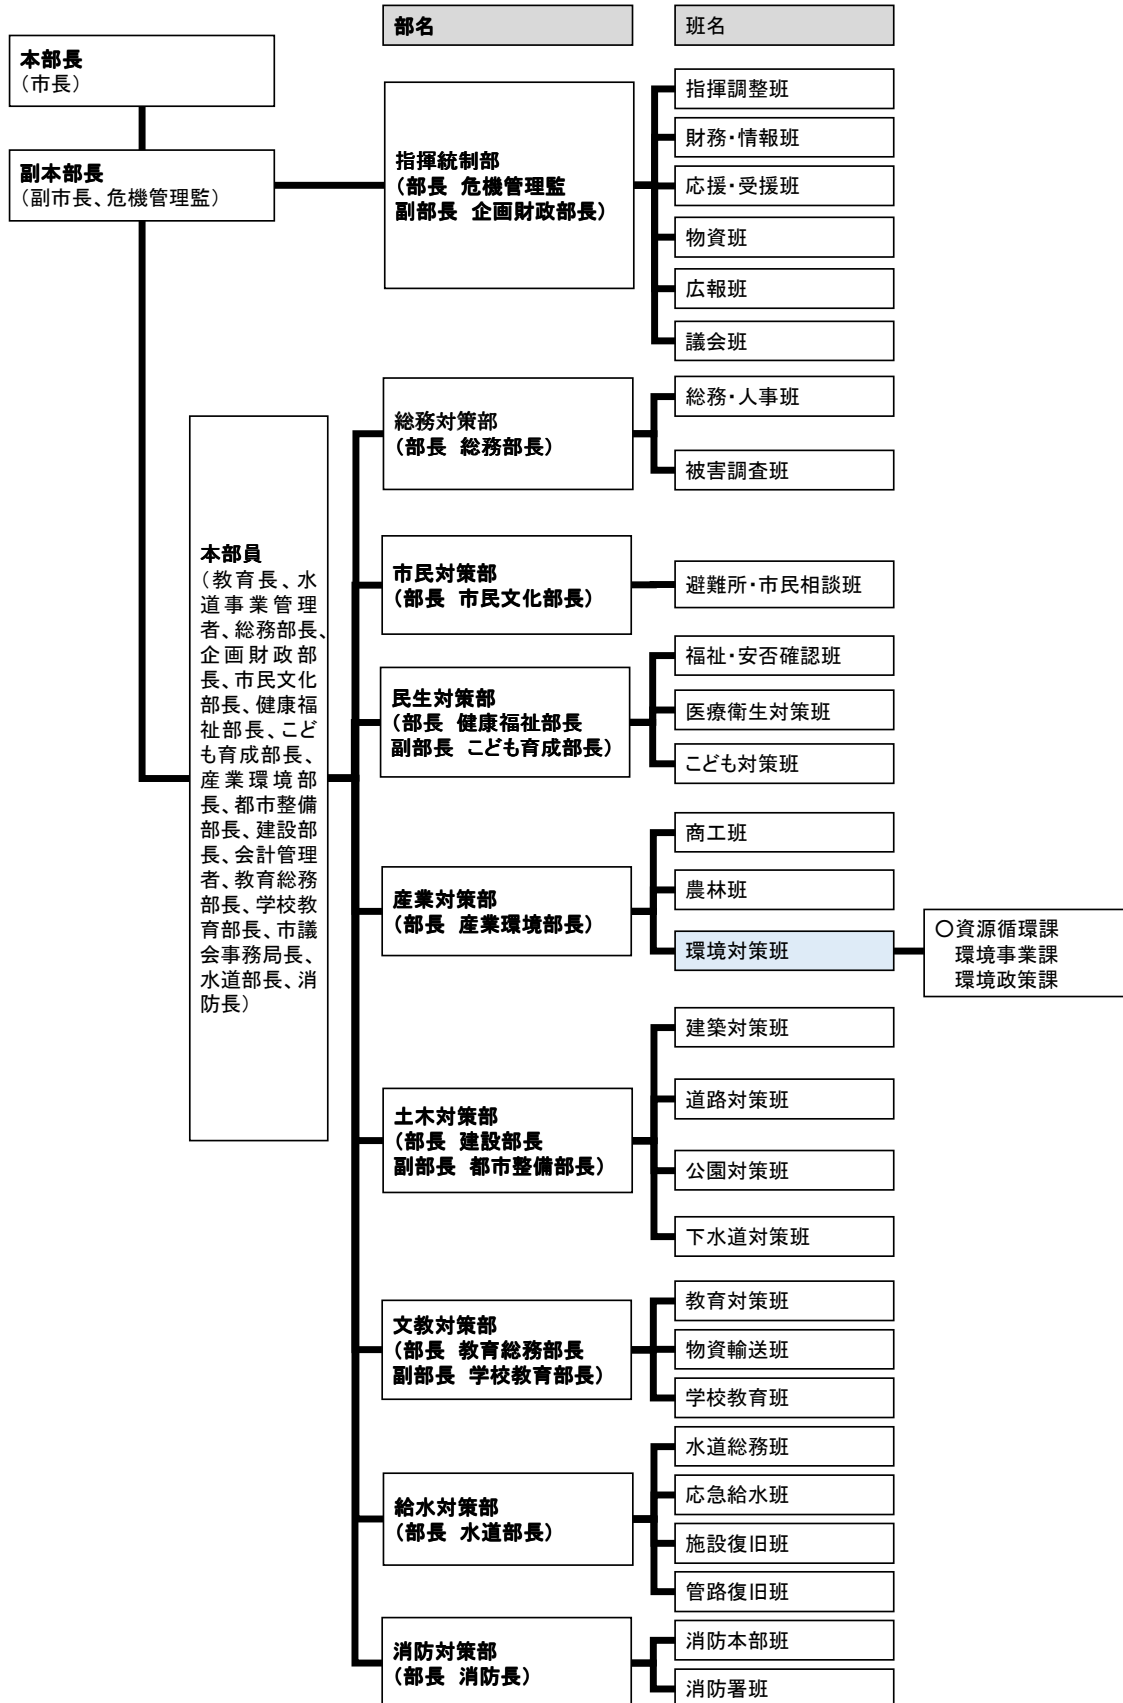 部名
班名
本部長
（市長）
副本部長
（副市長、危機管理監）
指揮統制部
（部長 危機管理監
副部長 企画財政部長）
指揮調整班
財務・情報班
応援・受援班
物資班
広報班
議会班
本部員
（教育長、水
道事業管理
者、総務部長、
企画財政部
長、市民文化
部長、健康福
祉部長、こど
も育成部長、
産業環境部
長、都市整備
部長、建設部
長、会計管理
者、教育総務
部長、学校教
育部長、市議
会事務局長、
水道部長、消
防長）
総務対策部
（部長 総務部長）
総務・人事班
被害調査班
市民対策部
（部長 市民文化部長）
避難所・市民相談班
民生対策部
（部長 健康福祉部長
副部長 こども育成部長）
福祉・安否確認班
医療衛生対策班
こども対策班
産業対策部
（部長 産業環境部長）
商工班
農林班
環境対策班
〇資源循環課
環境事業課
環境政策課
土木対策部
（部長 建設部長
副部長 都市整備部長）
建築対策班
道路対策班
公園対策班
下水道対策班
文教対策部
（部長 教育総務部長
副部長 学校教育部長）
教育対策班
物資輸送班
学校教育班
給水対策部
（部長 水道部長）
水道総務班
応急給水班
施設復旧班
管路復旧班
消防対策部
（部長 消防長）
消防本部班
消防署班